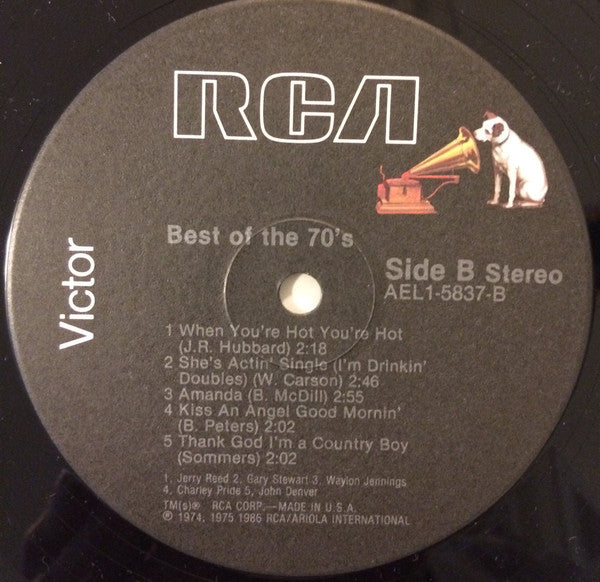 RCA
Victor
Best of the 70's
Side B Stereo
AEL1-5837-B
1 When You're Hot You're Hot
(J.R. Hubbard) 2:18
2 She's Actin' Single (I'm Drinkin'
Doubles) (W. Carson) 2:46
3 Amanda (B. McDill) 2:55
4 Kiss An Angel Good Mornin'
(B. Peters) 2:02
5 Thank God I'm a Country Boy
(Sommers) 2:02
1. Jerry Reed 2. Gary Stewart 3. Waylon Jennings
4. Charley Pride 5, John Denver
TM(s)® RCA CORP.—MADE IN U.S.A.
℗ 1974, 1975 1986 RCA/ARIOLA INTERNATIONAL